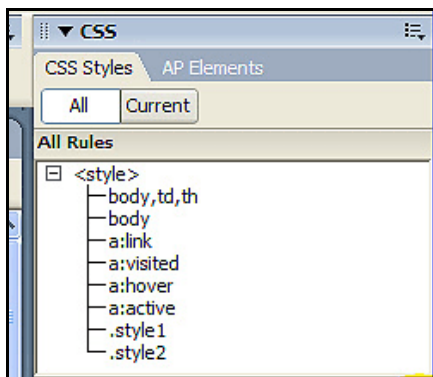 CSS
CSS Styles AP Elements
All Current
All Rules
<style>
body,td,th
body
a:link
a:visited
a:hover
a:active
.style1
.style2